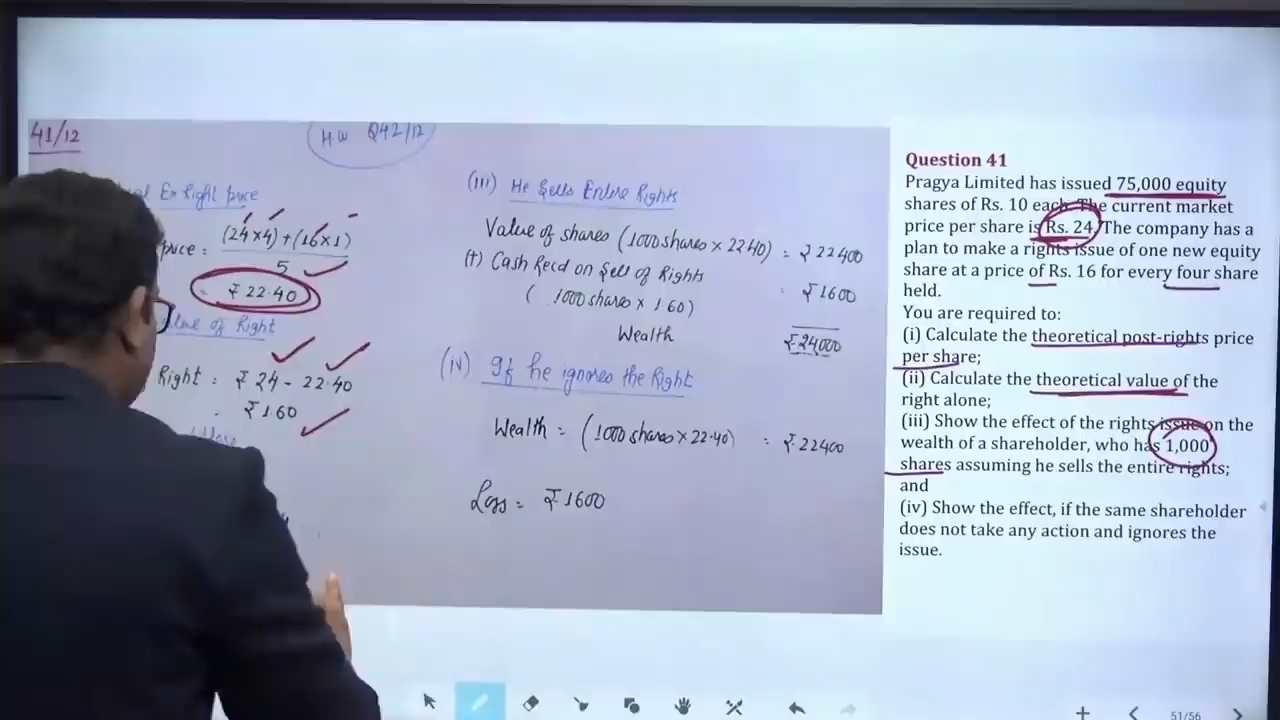 41/12
H.W Q42/12
Ex Right price
price = (24×4)+(16×1)
5
= ₹ 22.40
Value of Right
Right = ₹ 24 - 22.40
= ₹ 1.60
(iii) He Sells Entire Rights
Value of shares (1000 shares × 22.40) = ₹ 22400
(+) Cash Recd on Sell of Rights
( 1000 shares × 1.60) = ₹ 1600
Wealth ₹ 24000
(iv) If he ignores the Right
Wealth = (1000 shares × 22.40) = ₹ 22400
Loss = ₹ 1600
Question 41
Pragya Limited has issued 75,000 equity
shares of Rs. 10 each. The current market
price per share is Rs. 24. The company has a
plan to make a rights issue of one new equity
share at a price of Rs. 16 for every four share
held.
You are required to:
(i) Calculate the theoretical post-rights price
per share;
(ii) Calculate the theoretical value of the
right alone;
(iii) Show the effect of the rights issue on the
wealth of a shareholder, who has 1,000
shares assuming he sells the entire rights;
and
(iv) Show the effect, if the same shareholder
does not take any action and ignores the
issue.
51/56